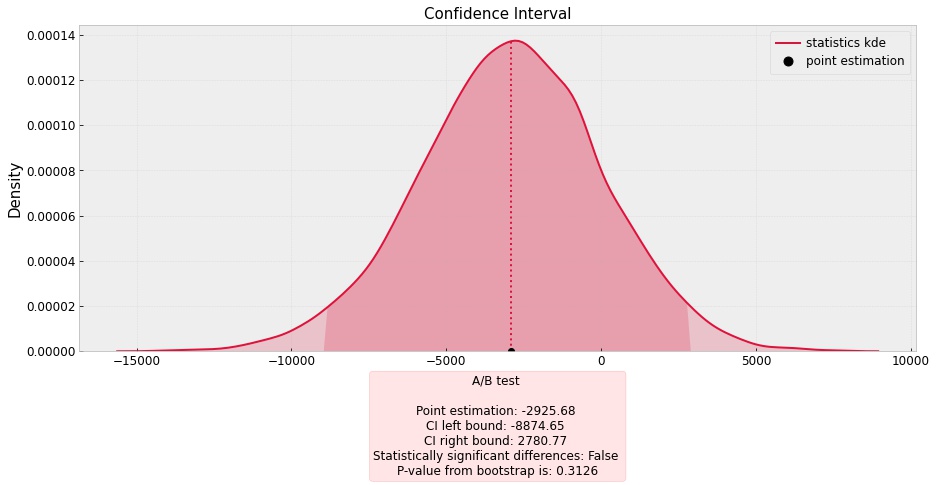 Confidence Interval
statistics kde
point estimation
Density
0.00014
0.00012
0.00010
0.00008
0.00006
0.00004
0.00002
0.00000
−15000
−10000
−5000
0
5000
10000
A/B test
Point estimation: -2925.68
CI left bound: -8874.65
CI right bound: 2780.77
Statistically significant differences: False
P-value from bootstrap is: 0.3126